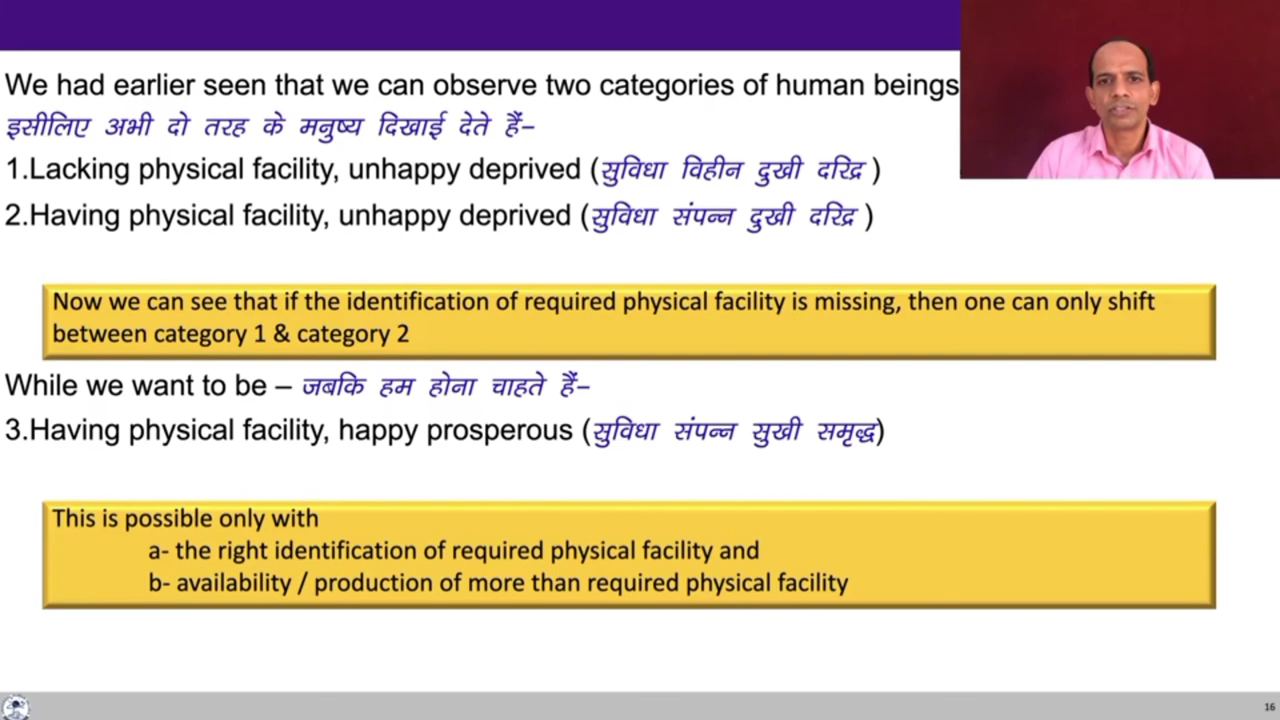 We had earlier seen that we can observe two categories of human beings
इसीलिए अभी दो तरह के मनुष्य दिखाई देते हैं–
1.Lacking physical facility, unhappy deprived (सुविधा विहीन दुखी दरिद्र )
2.Having physical facility, unhappy deprived (सुविधा संपन्न दुखी दरिद्र )
Now we can see that if the identification of required physical facility is missing, then one can only shift
between category 1 & category 2
While we want to be – जबकि हम होना चाहते हैं–
3.Having physical facility, happy prosperous (सुविधा संपन्न सुखी समृद्ध)
This is possible only with
a- the right identification of required physical facility and
b- availability / production of more than required physical facility
16